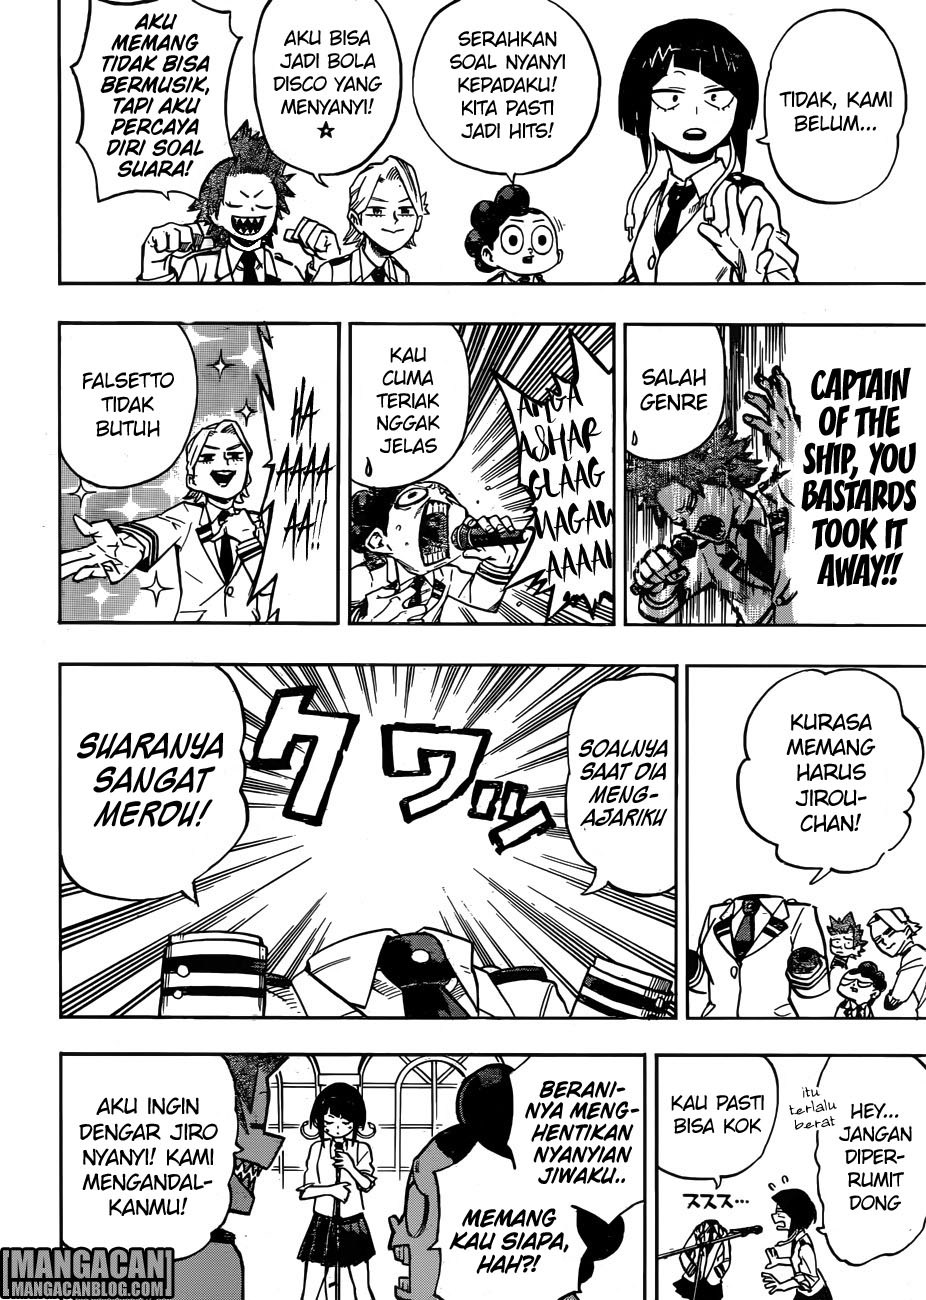 TIDAK, KAMI
BELUM...
SERAHKAN
SOAL NYANYI
KEPADAKU!
KITA PASTI
JADI HITS!
AKU BISA
JADI BOLA
DISCO YANG
MENYANYI!
☆
AKU
MEMANG
TIDAK BISA
BERMUSIK,
TAPI AKU
PERCAYA
DIRI SOAL
SUARA!
CAPTAIN
OF THE
SHIP, YOU
BASTARDS
TOOK IT
AWAY!!
SALAH
GENRE
ASHAR
GLAAG
MAGAW
AAAAA
KAU
CUMA
TERIAK
NGGAK
JELAS
HA
AAAAA
AA!!
FALSETTO
TIDAK
BUTUH
KURASA
MEMANG
HARUS
JIROU-
CHAN!
SOALNYA
SAAT DIA
MENG-
AJARIKU
クワッ
SUARANYA
SANGAT
MERDU!
HEY...
JANGAN
DIPER-
RUMIT
DONG
itu
terlalu
berat
KAU PASTI
BISA KOK
ススス...
BERANI-
NYA MENG-
HENTIKAN
NYANYIAN
JIWAKU..
MEMANG
KAU SIAPA,
HAH?!
AKU INGIN
DENGAR JIRO
NYANYI! KAMI
MENGANDAL-
KANMU!
MANGACAN
MANGACANBLOG.COM